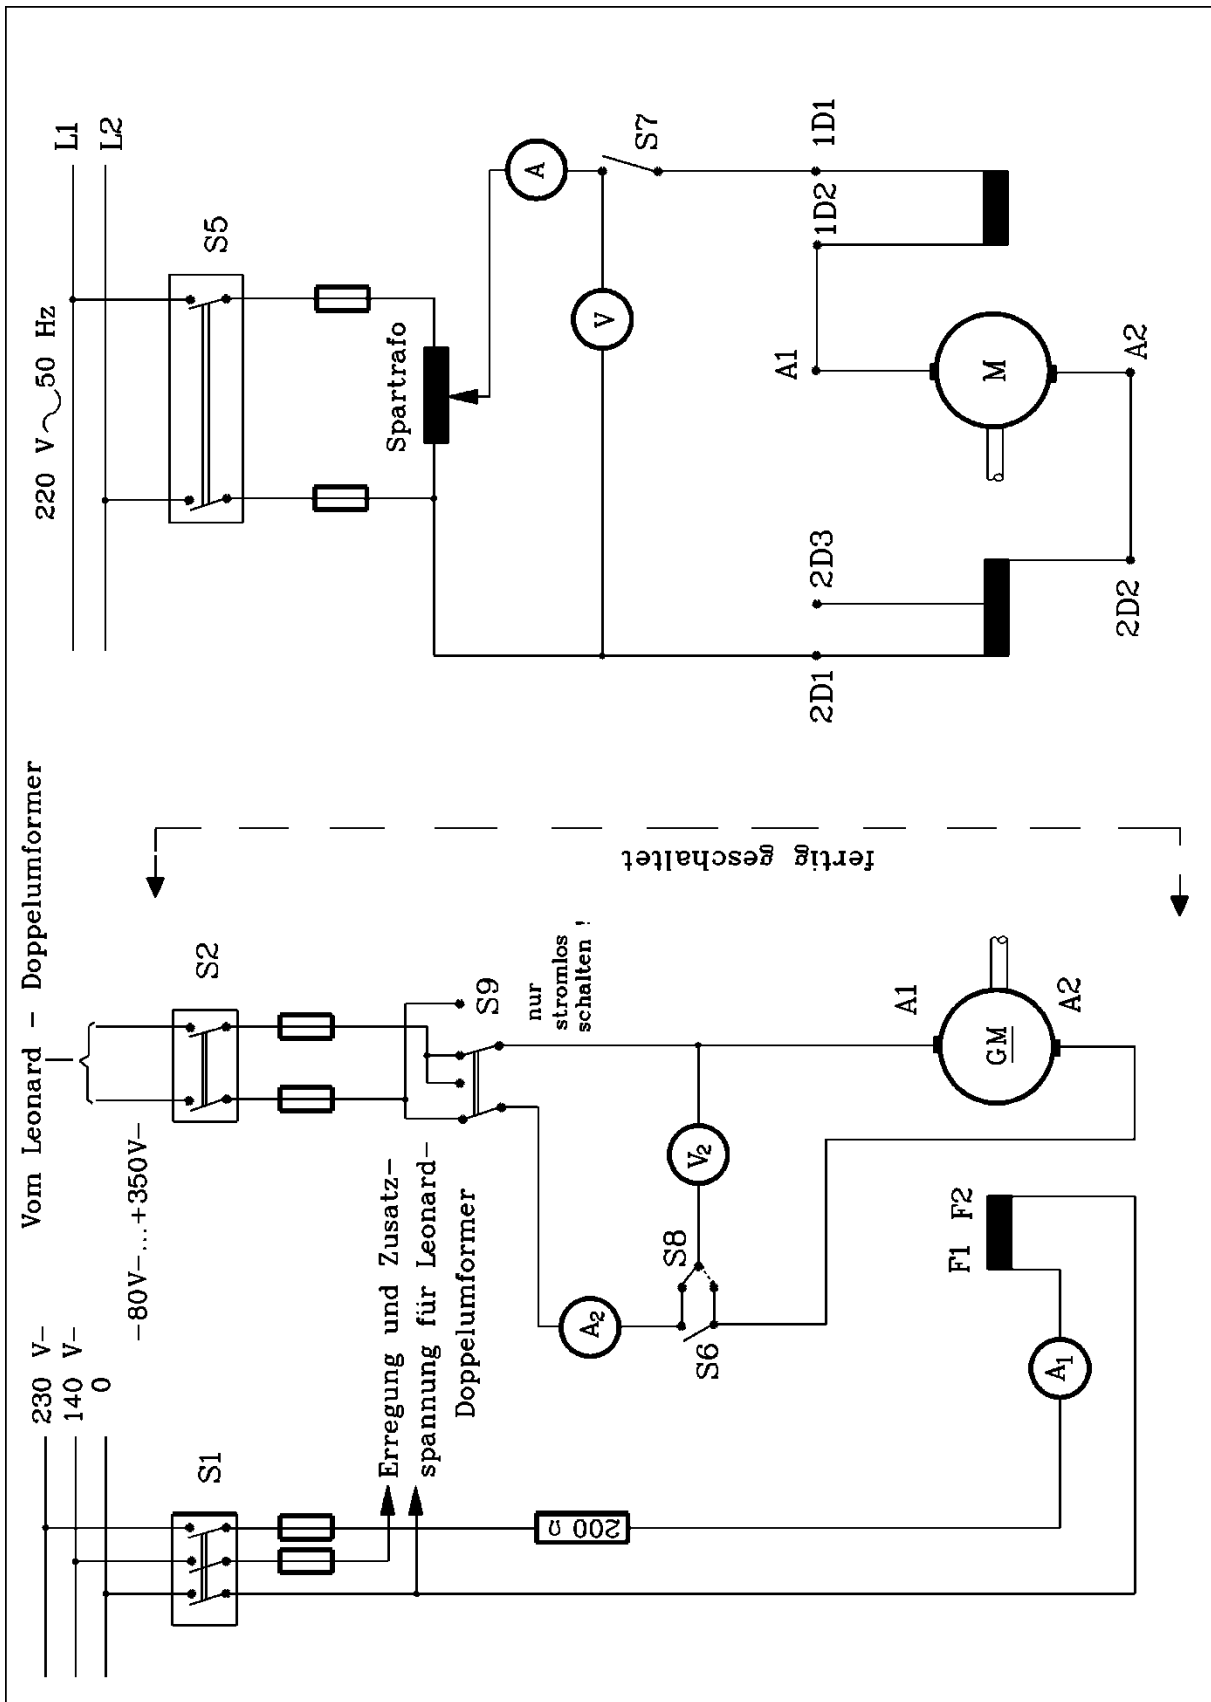 230 V-
140 V-
0
Vom Leonard - Doppelumformer
-80V-...+350V-
S1
S2
Erregung und Zusatz-
spannung für Leonard-
Doppelumformer
S9
nur
stromlos
schalten !
200 Ω
A2
S6
S8
V2
A1
F1 F2
A1
GM
A2
fertig geschaltet
220 V 50 Hz
L1
L2
S5
Spartrafo
A
V
S7
2D1
2D3
A1
1D2
1D1
M
2D2
A2